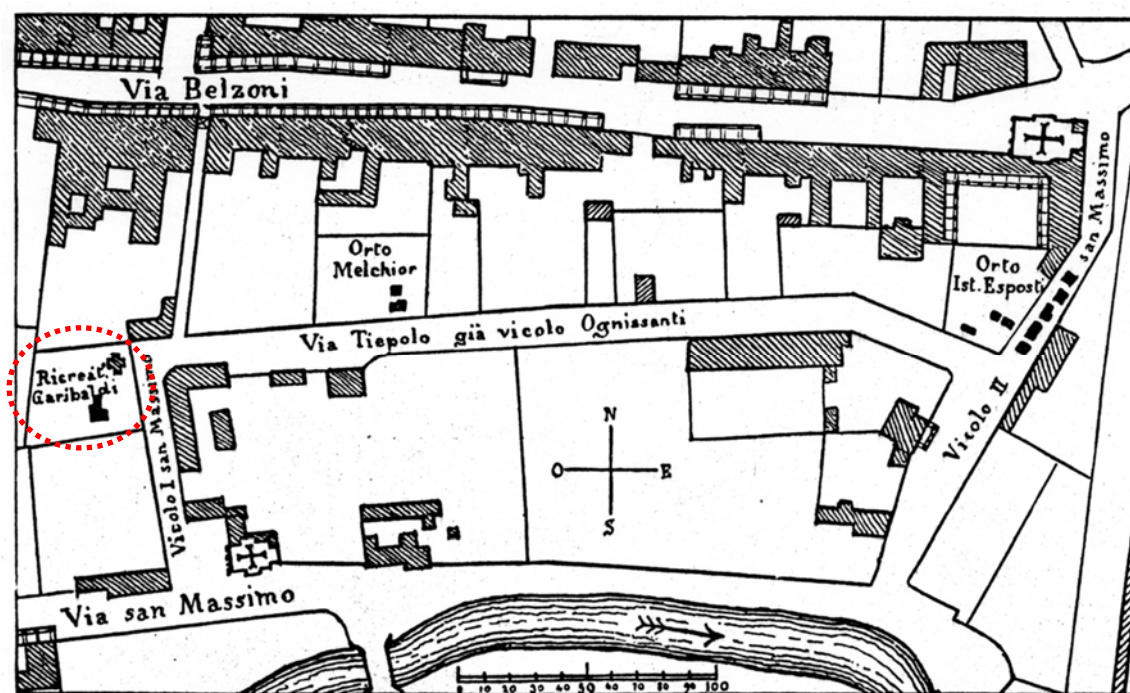 Via Belzoni
san Massimo
Orto
Melchior
Orto
Ist. Esposti
Via Tiepolo già vicolo Ognissanti
Ricreat.
Garibaldi
Vicolo I san Massimo
Vicolo II
N
O E
S
Via san Massimo
0 10 20 30 40 50 60 70 80 90 100